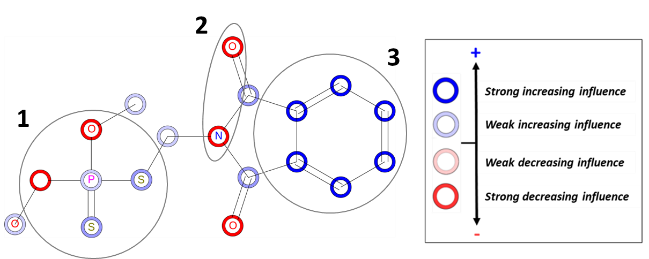 2
O
3
1
O
N
P
S
O
S
O
+
Strong increasing influence
Weak increasing influence
Weak decreasing influence
Strong decreasing influence
-